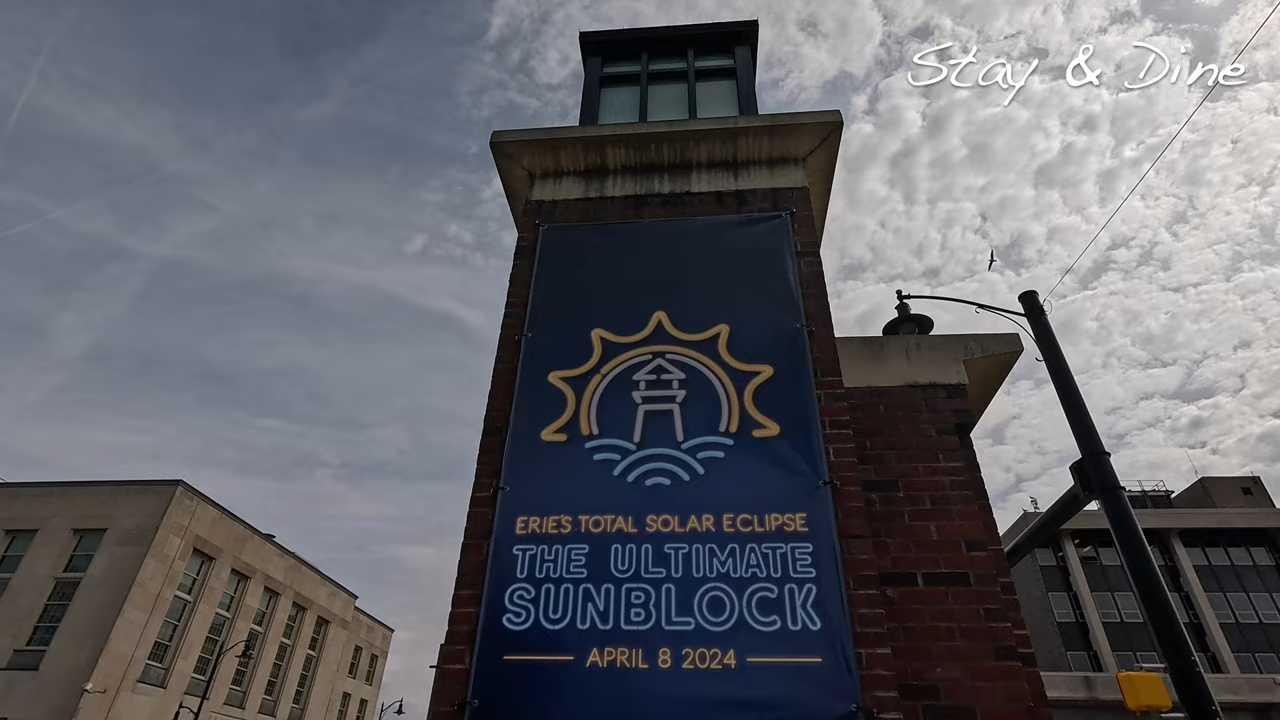 Stay & Dine
ERIE'S TOTAL SOLAR ECLIPSE
THE ULTIMATE
SUNBLOCK
APRIL 8 2024